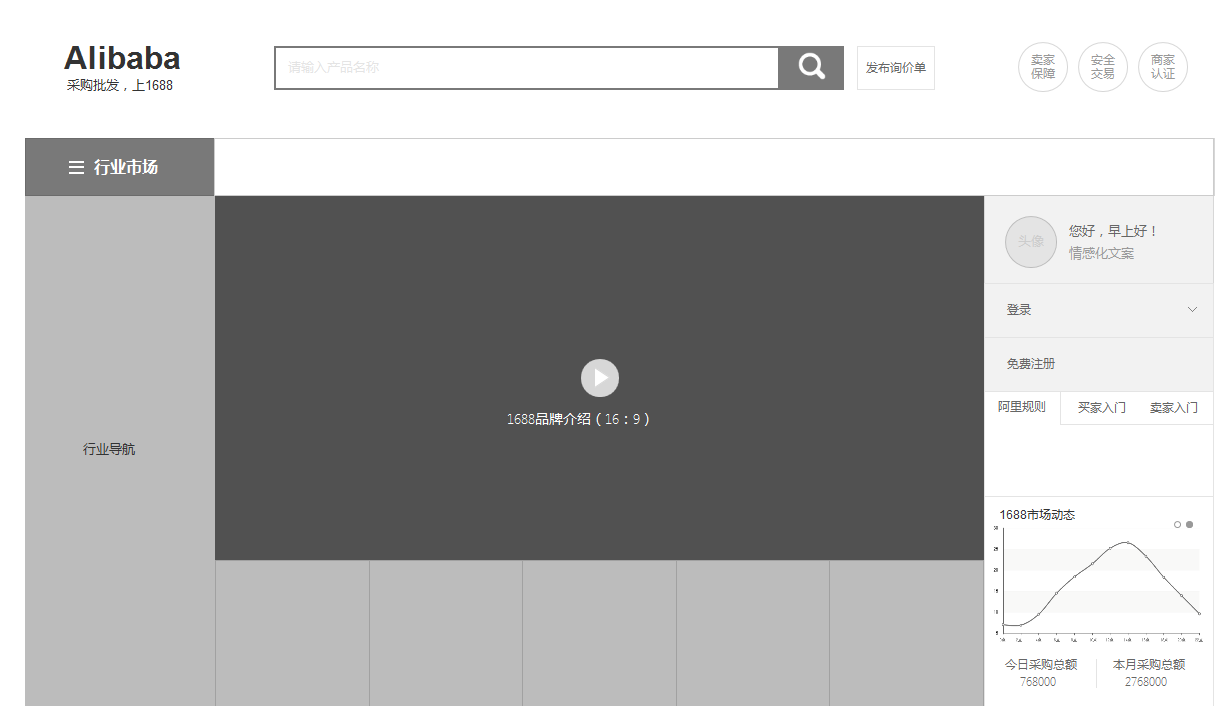 Alibaba
采购批发，上1688
请输入产品名称
发布询价单
卖家
保障
安全
交易
商家
认证
行业市场
头像
您好，早上好！
情感化文案
登录
免费注册
阿里规则 买家入门 卖家入门
行业导航
1688品牌介绍（16：9）
1688市场动态
今日采购总额
768000
本月采购总额
2768000